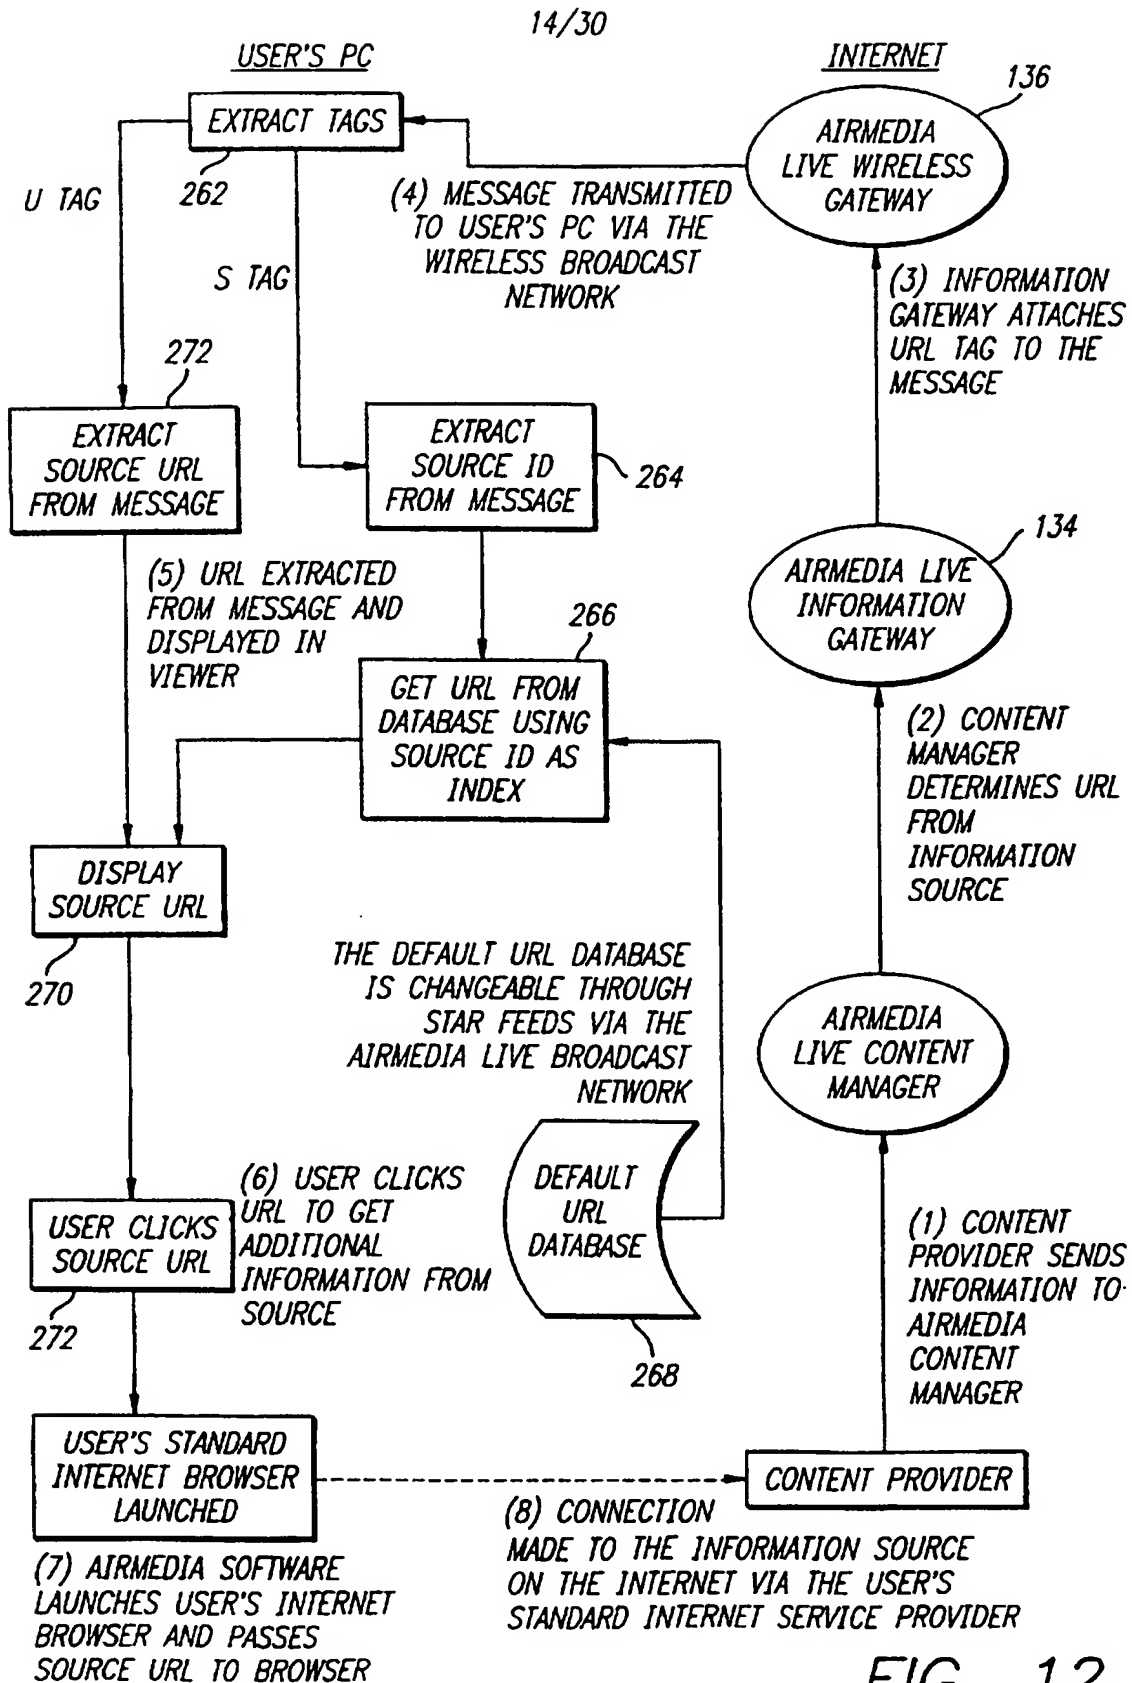 14/30
USER'S PC
INTERNET
136
EXTRACT TAGS
AIRMEDIA
LIVE WIRELESS
GATEWAY
262
U TAG
(4) MESSAGE TRANSMITTED
TO USER'S PC VIA THE
WIRELESS BROADCAST
NETWORK
S TAG
(3) INFORMATION
GATEWAY ATTACHES
URL TAG TO THE
MESSAGE
272
EXTRACT
SOURCE URL
FROM MESSAGE
EXTRACT
SOURCE ID
FROM MESSAGE
264
134
AIRMEDIA LIVE
INFORMATION
GATEWAY
(5) URL EXTRACTED
FROM MESSAGE AND
DISPLAYED IN
VIEWER
266
GET URL FROM
DATABASE USING
SOURCE ID AS
INDEX
(2) CONTENT
MANAGER
DETERMINES URL
FROM
INFORMATION
SOURCE
DISPLAY
SOURCE URL
270
THE DEFAULT URL DATABASE
IS CHANGEABLE THROUGH
STAR FEEDS VIA THE
AIRMEDIA LIVE BROADCAST
NETWORK
AIRMEDIA
LIVE CONTENT
MANAGER
DEFAULT
URL
DATABASE
268
(6) USER CLICKS
URL TO GET
ADDITIONAL
INFORMATION FROM
SOURCE
USER CLICKS
SOURCE URL
272
(1) CONTENT
PROVIDER SENDS
INFORMATION TO
AIRMEDIA
CONTENT
MANAGER
USER'S STANDARD
INTERNET BROWSER
LAUNCHED
CONTENT PROVIDER
(7) AIRMEDIA SOFTWARE
LAUNCHES USER'S INTERNET
BROWSER AND PASSES
SOURCE URL TO BROWSER
(8) CONNECTION
MADE TO THE INFORMATION SOURCE
ON THE INTERNET VIA THE USER'S
STANDARD INTERNET SERVICE PROVIDER
FIG. 12